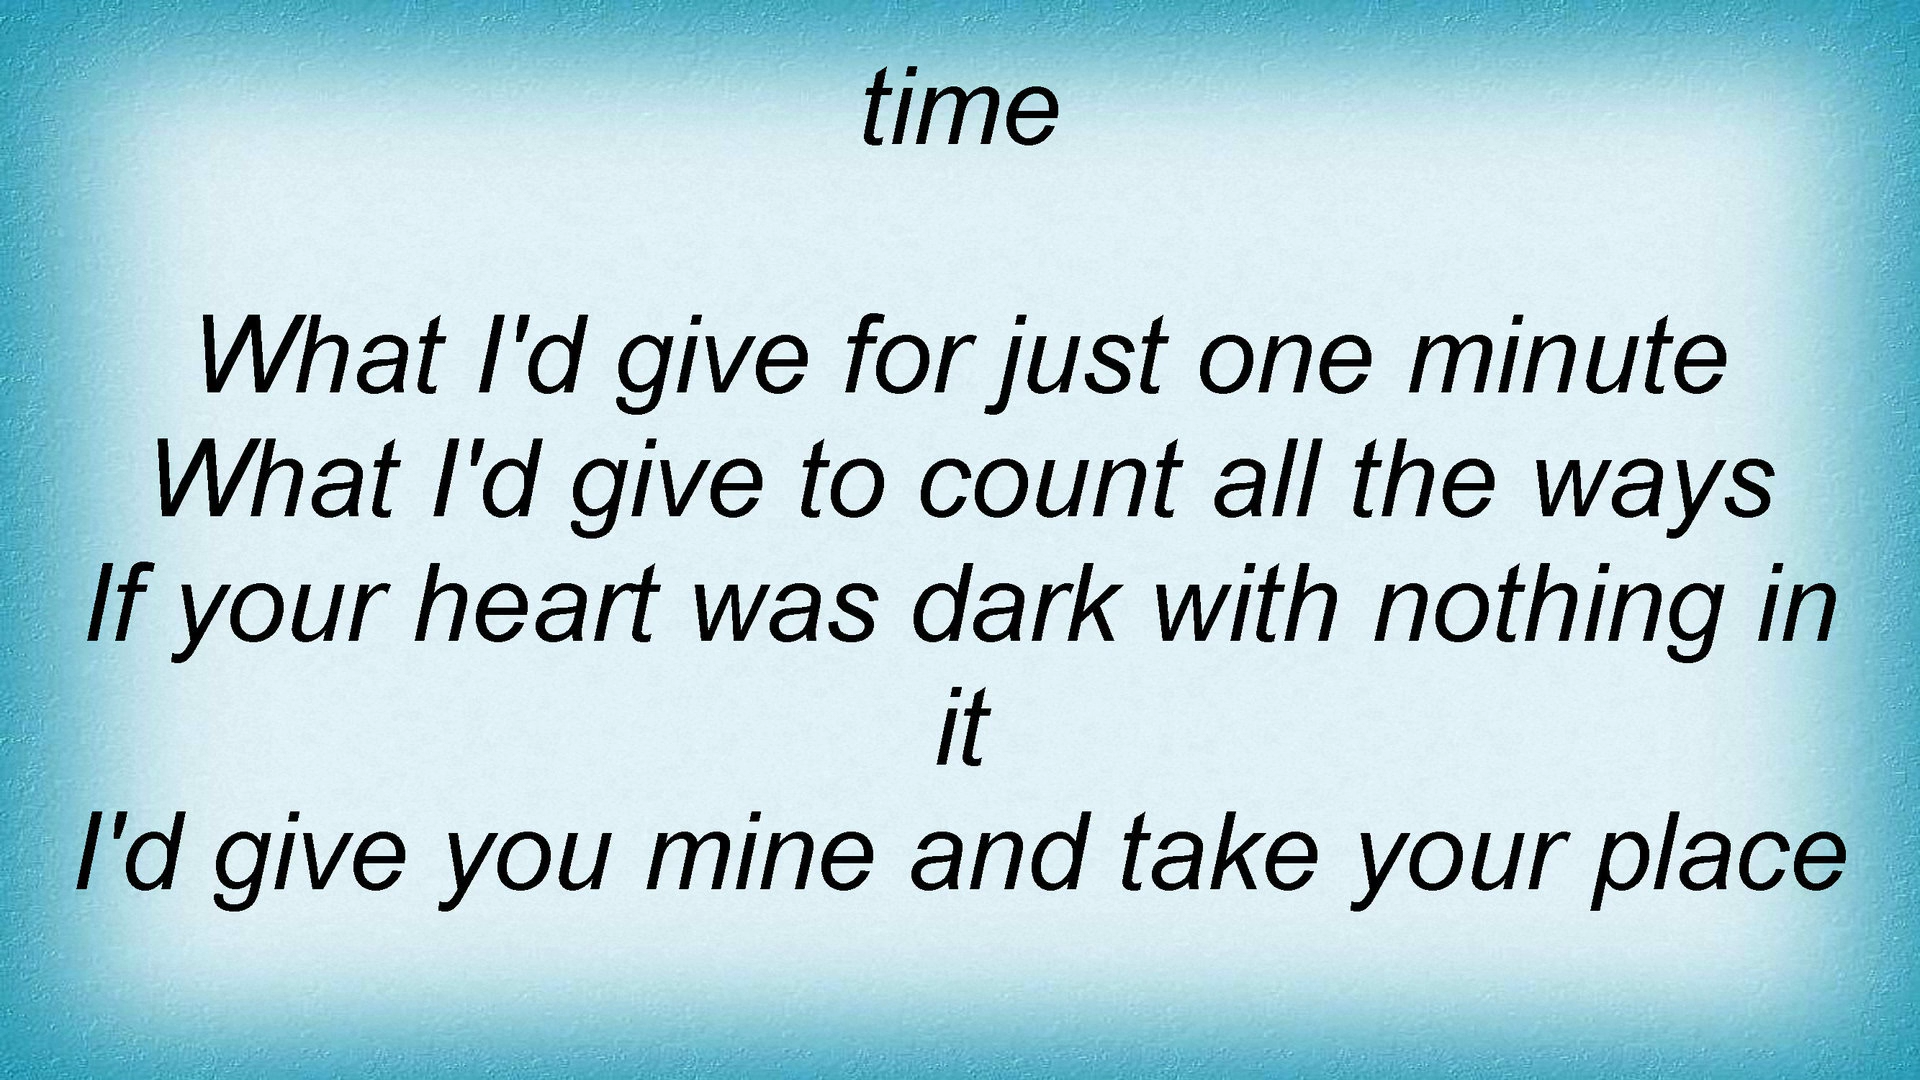 time
What I'd give for just one minute
What I'd give to count all the ways
If your heart was dark with nothing in
it
I'd give you mine and take your place